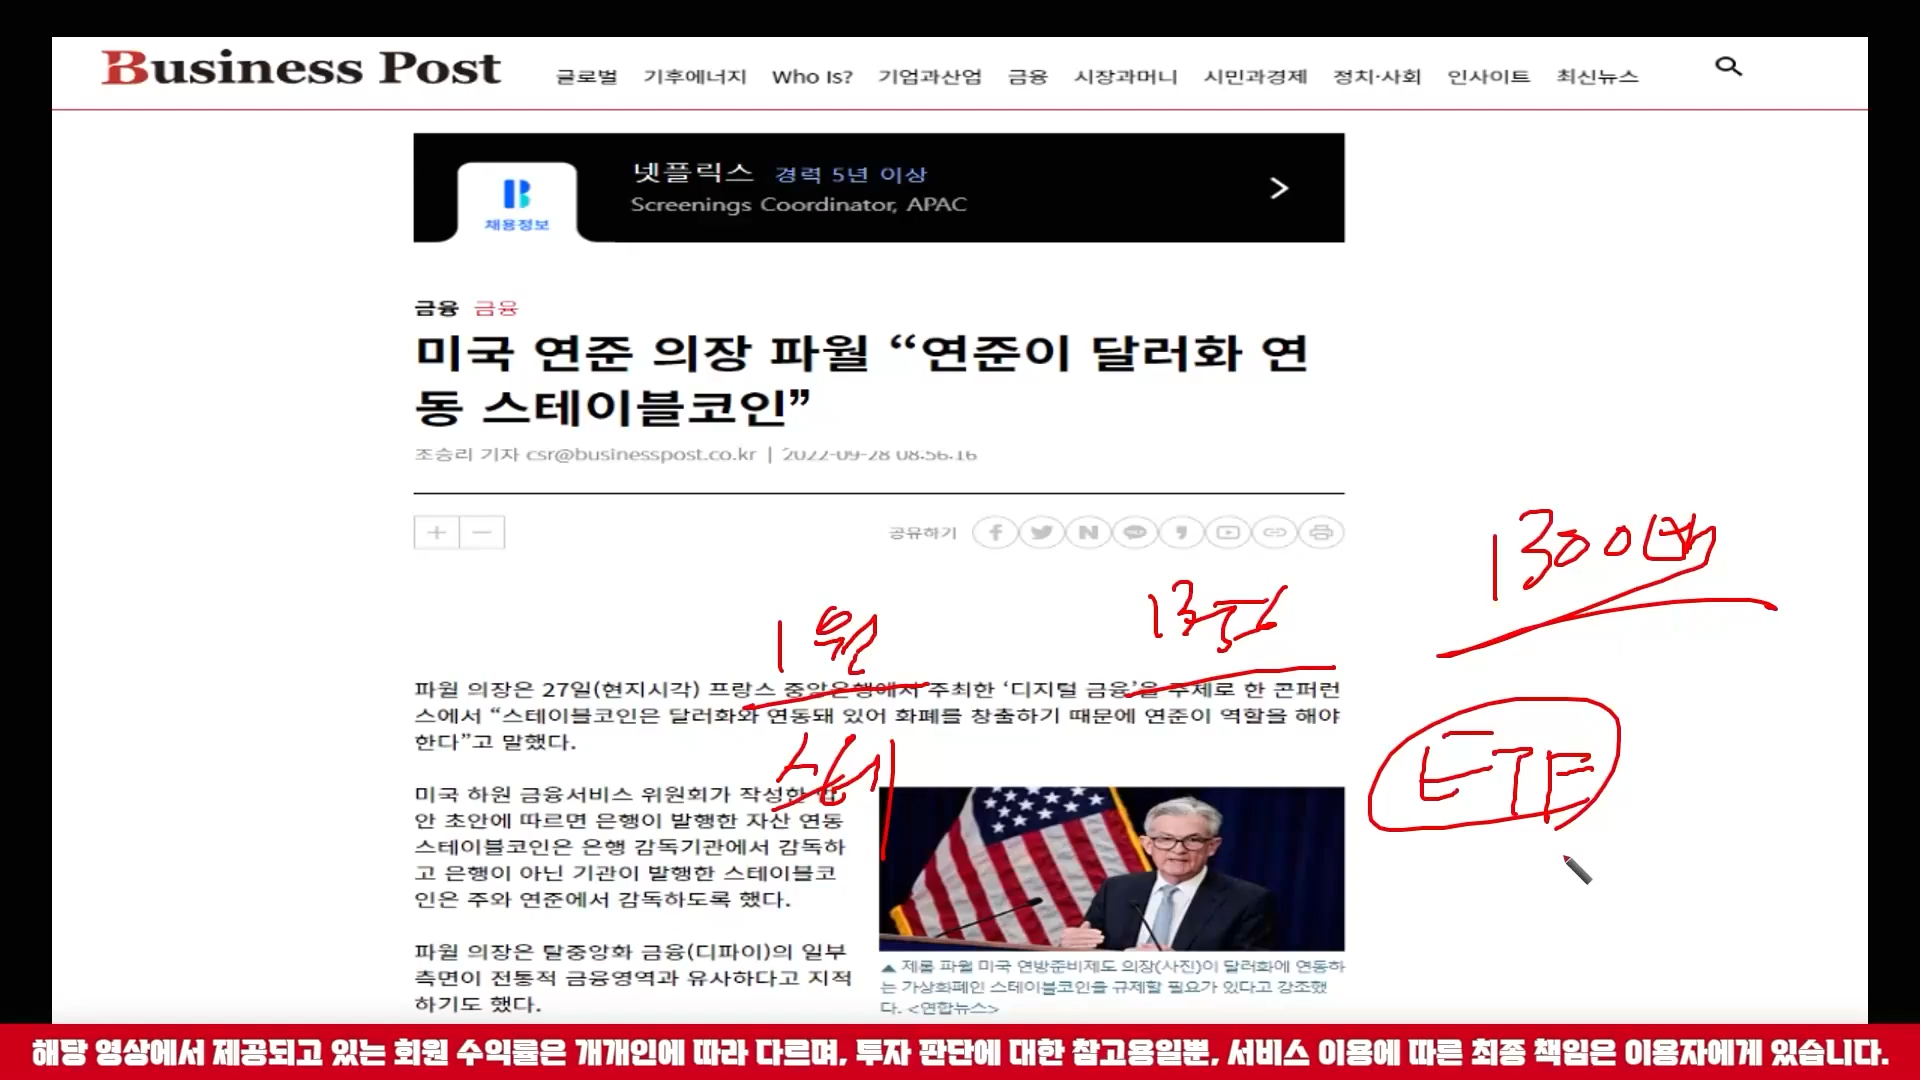 Business Post
글로벌 기후에너지 Who Is? 기업과산업 금융 시장과머니 시민과경제 정치·사회 인사이트 최신뉴스
채용정보
넷플릭스 경력 5년 이상
Screenings Coordinator, APAC
금융 금융
미국 연준 의장 파월 “연준이 달러화 연
동 스테이블코인”
조승리 기자 csr@businesspost.co.kr | 2022-09-28 08:56:16
공유하기
1300
1원
파월 의장은 27일(현지시각) 프랑스 중앙은행에서 주최한 ‘디지털 금융’을 주제로 한 콘퍼런
스에서 “스테이블코인은 달러화와 연동돼 있어 화폐를 창출하기 때문에 연준이 역할을 해야
한다”고 말했다.
스테
ETF
미국 하원 금융서비스 위원회가 작성한
안 초안에 따르면 은행이 발행한 자산 연동
스테이블코인은 은행 감독기관에서 감독하
고 은행이 아닌 기관이 발행한 스테이블코
인은 주와 연준에서 감독하도록 했다.
파월 의장은 탈중앙화 금융(디파이)의 일부
측면이 전통적 금융영역과 유사하다고 지적
하기도 했다.
▲ 제롬 파월 미국 연방준비제도 의장(사진)이 달러화에 연동하
는 가상화폐인 스테이블코인을 규제할 필요가 있다고 강조했
다. <연합뉴스>
해당 영상에서 제공되고 있는 회원 수익률은 개개인에 따라 다르며, 투자 판단에 대한 참고용일뿐, 서비스 이용에 따른 최종 책임은 이용자에게 있습니다.